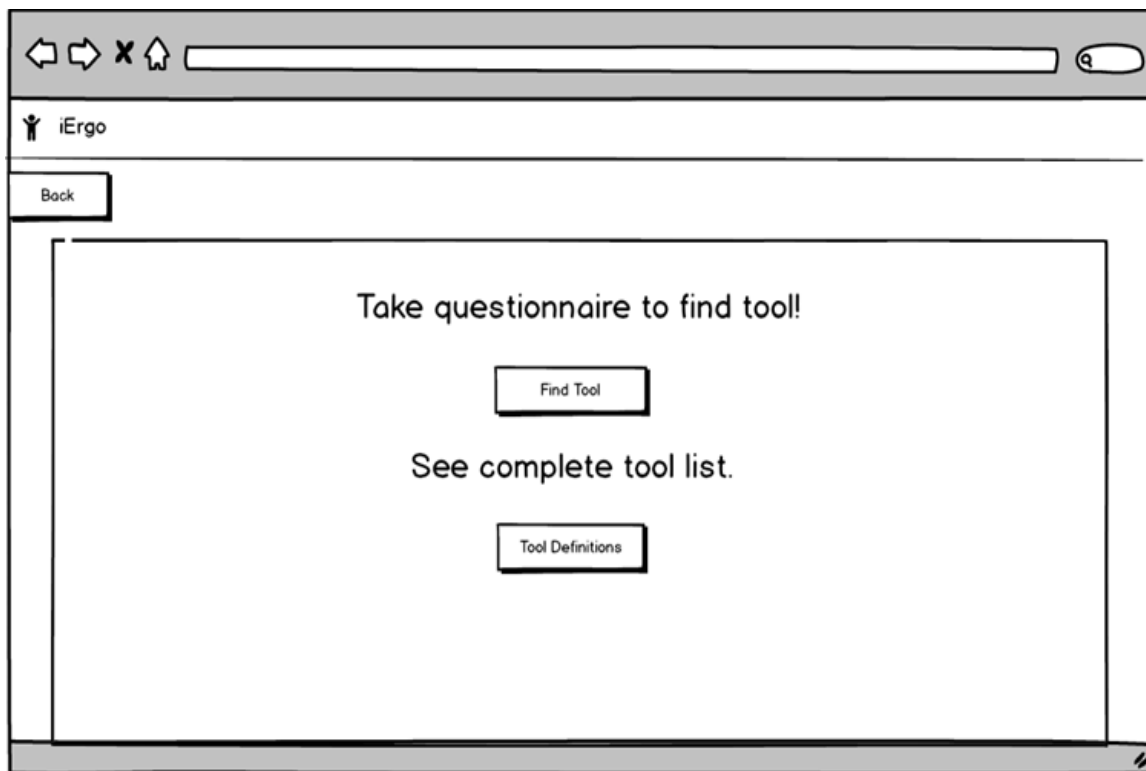 iErgo
Back
Take questionnaire to find tool!
Find Tool
See complete tool list.
Tool Definitions